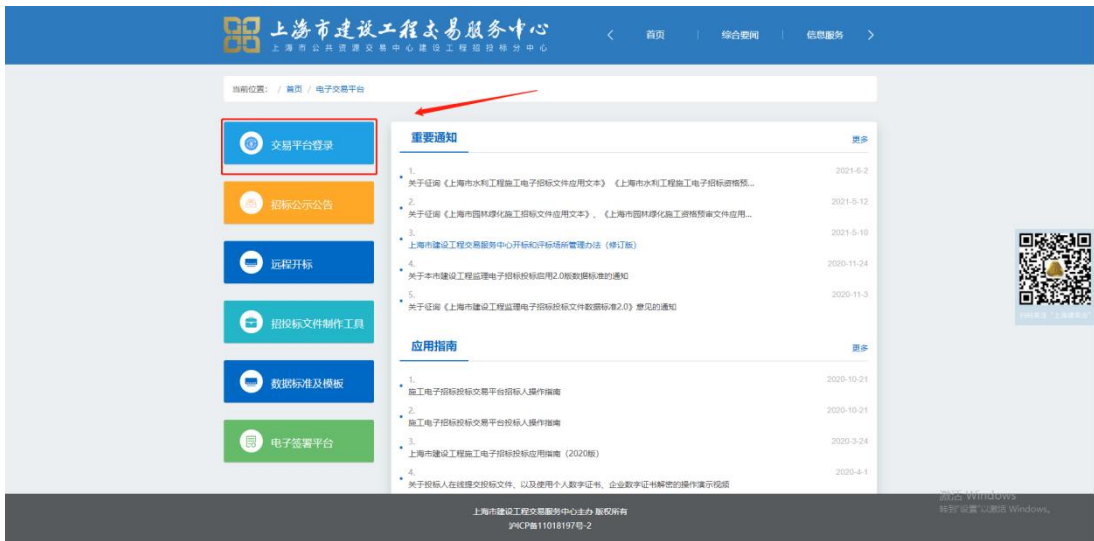 上海市建设工程交易服务中心
上海市公共资源交易中心建设工程招投标分中心
首页
综合要闻
信息服务
当前位置: / 首页 / 电子交易平台
交易平台登录
招标公示公告
远程开标
招投标文件制作工具
数据标准及模板
电子签署平台
重要通知
更多
1.
2021-6-2
关于征询《上海市水利工程施工电子招标文件应用文本》 《上海市水利工程施工电子招标资格预...
2.
2021-5-12
关于征询《上海市园林绿化施工招标文件应用文本》、《上海市园林绿化施工资格预审文件应用...
3.
2021-5-10
上海市建设工程交易服务中心开标和评标场所管理办法（修订版）
4.
2020-11-24
关于本市建设工程监理电子招标投标启用2.0版数据标准的通知
5.
2020-11-3
关于征询《上海市建设工程监理电子招标投标文件数据标准2.0》意见的通知
应用指南
更多
1.
2020-10-21
施工电子招标投标交易平台招标人操作指南
2.
2020-10-21
施工电子招标投标交易平台投标人操作指南
3.
2020-3-24
上海市建设工程施工电子招标投标应用指南（2020版）
4.
2020-4-1
关于投标人在线提交投标文件、以及使用个人数字证书、企业数字证书解密的操作演示视频
上海市建设工程交易服务中心主办 版权所有
沪ICP备11018197号-2
激活 Windows
转到"设置"以激活 Windows。